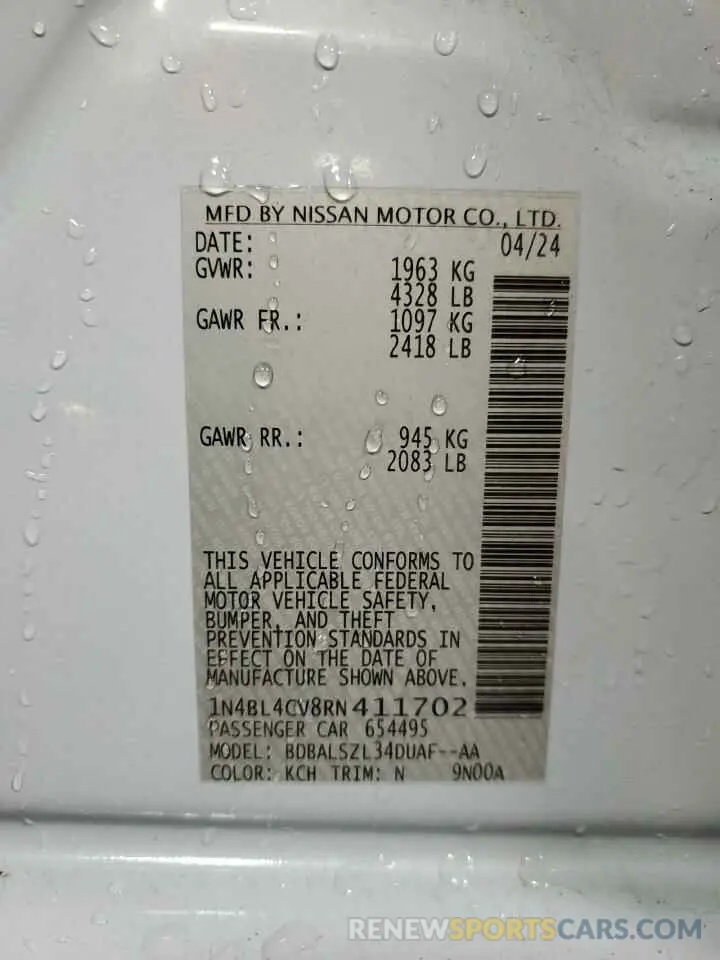 MFD BY NISSAN MOTOR CO., LTD.
DATE: 04/24
GVWR: 1963 KG
4328 LB
GAWR FR.: 1097 KG
2418 LB
GAWR RR.: 945 KG
2083 LB
THIS VEHICLE CONFORMS TO
ALL APPLICABLE FEDERAL
MOTOR VEHICLE SAFETY,
BUMPER, AND THEFT
PREVENTION STANDARDS IN
EFFECT ON THE DATE OF
MANUFACTURE SHOWN ABOVE.
1N4BL4CV8RN411702
PASSENGER CAR 654495
MODEL: BDBALSZL34DUAF--AA
COLOR: KCH TRIM: N 9N00A
RENEWSPORTSCARS.COM